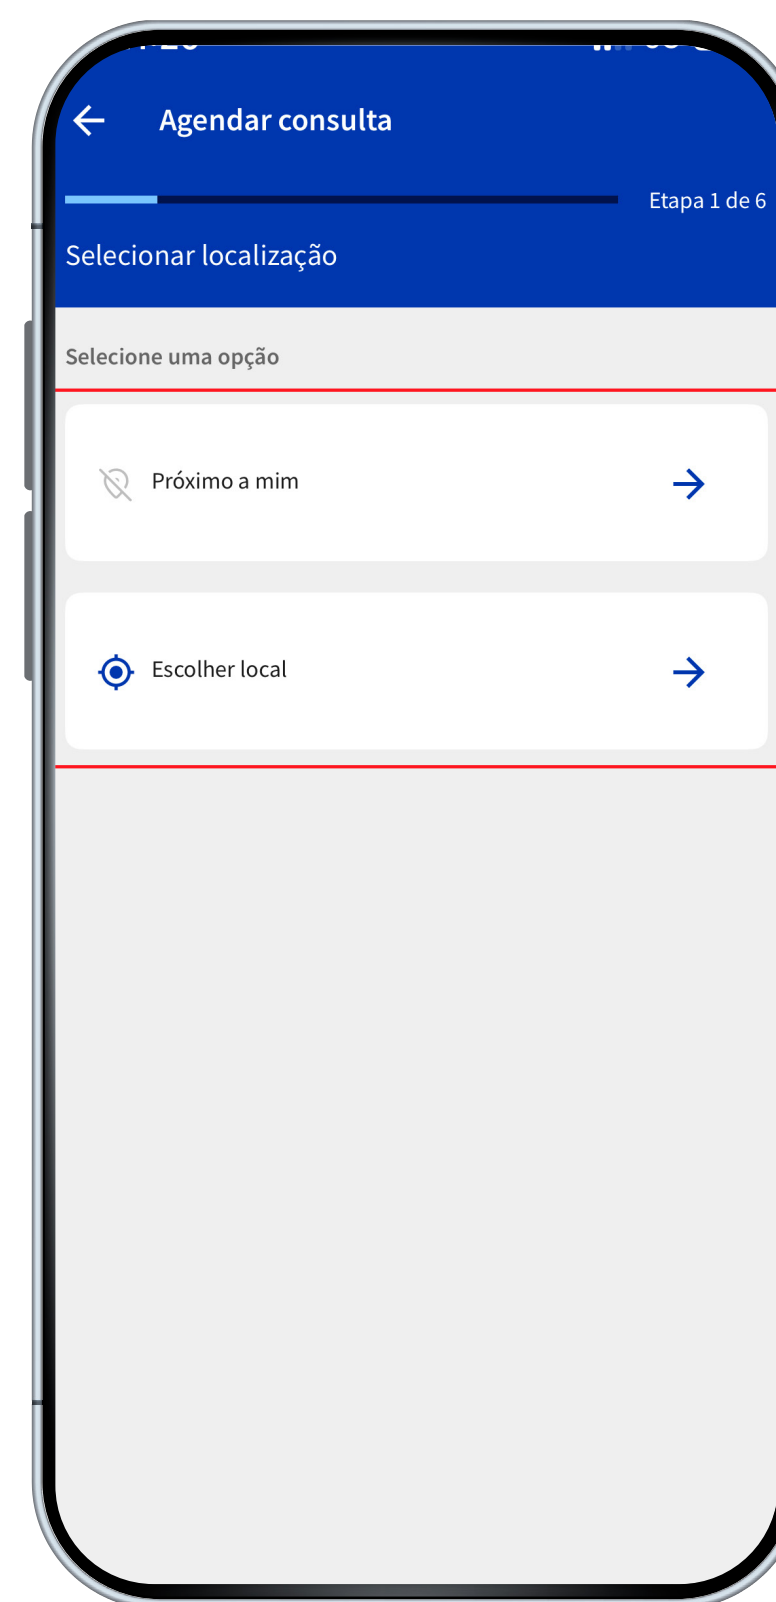 Agendar consulta
Etapa 1 de 6
Selecionar localização
Selecione uma opção
Próximo a mim
Escolher local